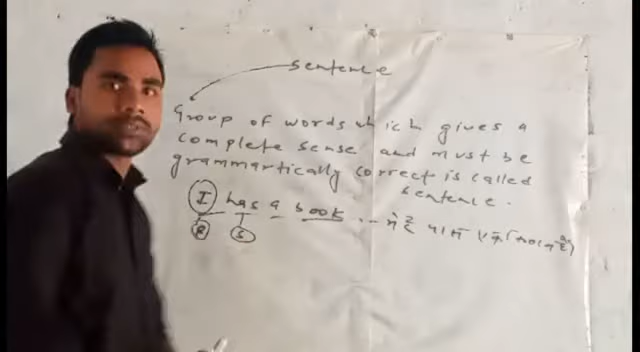 sentence
Group of words which gives a
complete sense and must be
grammartically correct is called
sentence.
I has a book